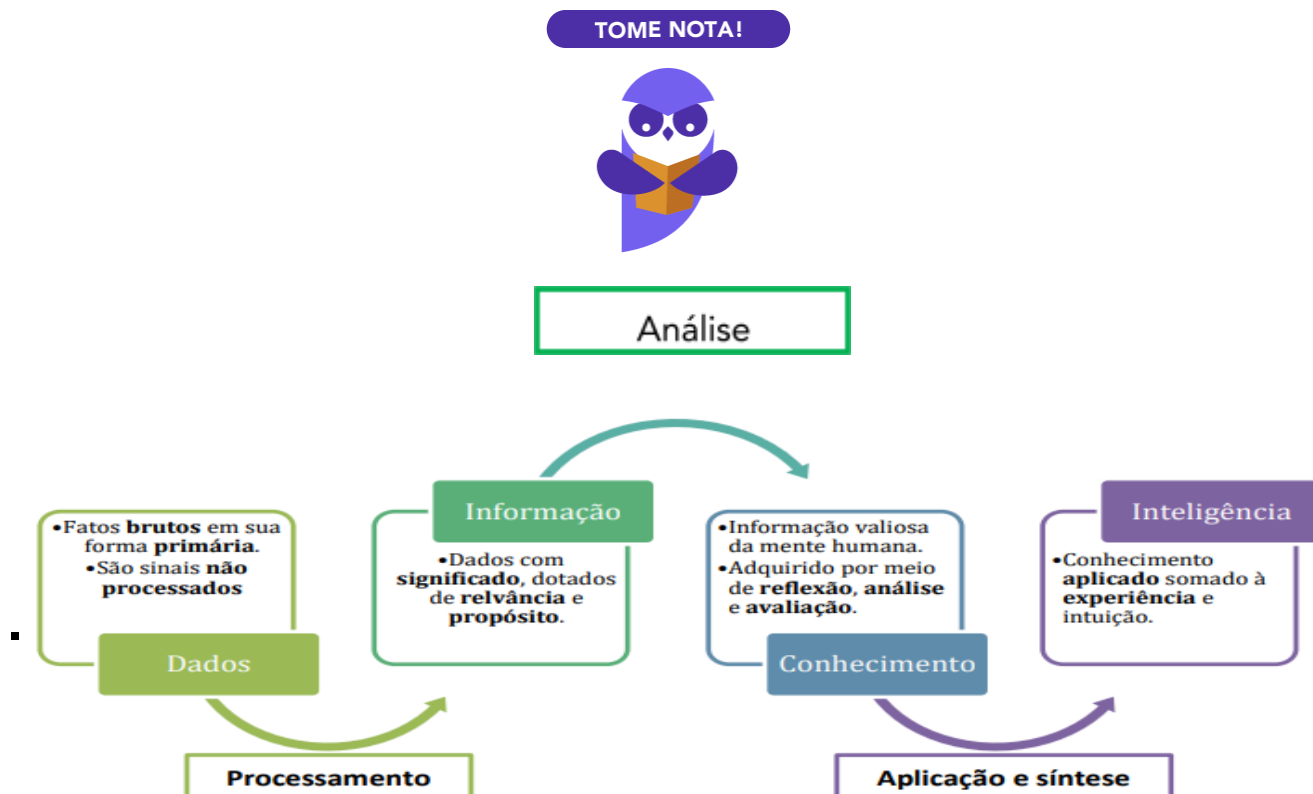 TOME NOTA!
Análise
•Fatos brutos em sua
forma primária.
•São sinais não
processados
Dados
Informação
•Dados com
significado, dotados
de relvância e
propósito.
•Informação valiosa
da mente humana.
•Adquirido por meio
de reflexão, análise
e avaliação.
Conhecimento
Inteligência
•Conhecimento
aplicado somado à
experiência e
intuição.
Processamento
Aplicação e síntese